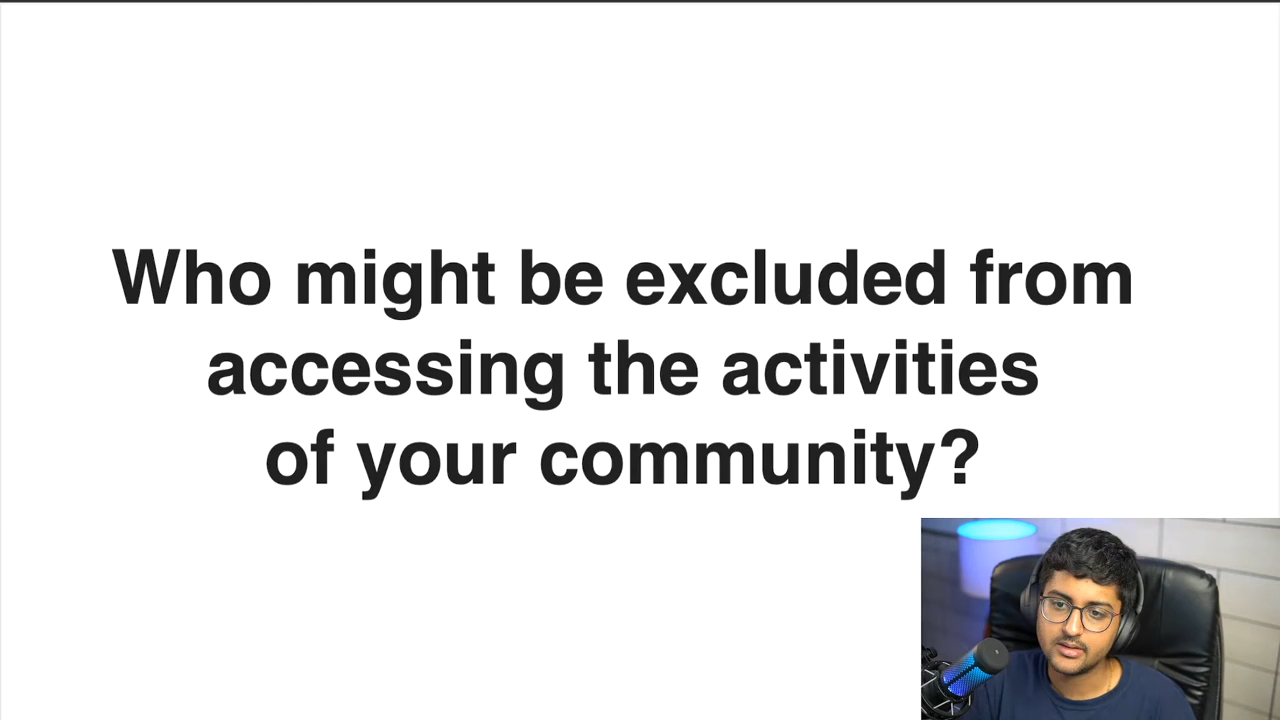 Who might be excluded from
accessing the activities
of your community?